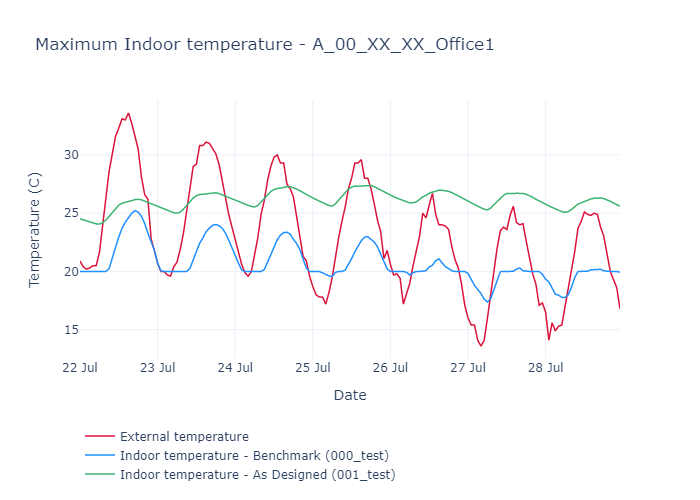 Maximum Indoor temperature - A_00_XX_XX_Office1
Temperature (C)
30
25
20
15
22 Jul
23 Jul
24 Jul
25 Jul
26 Jul
27 Jul
28 Jul
Date
External temperature
Indoor temperature - Benchmark (000_test)
Indoor temperature - As Designed (001_test)